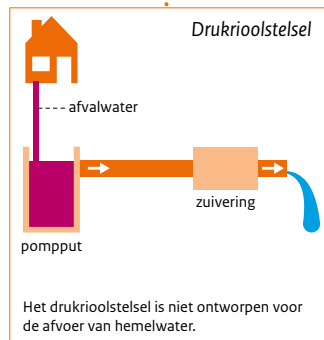 Drukrioolstelsel
afvalwater
zuivering
pompput
Het drukrioolstelsel is niet ontworpen voor
de afvoer van hemelwater.